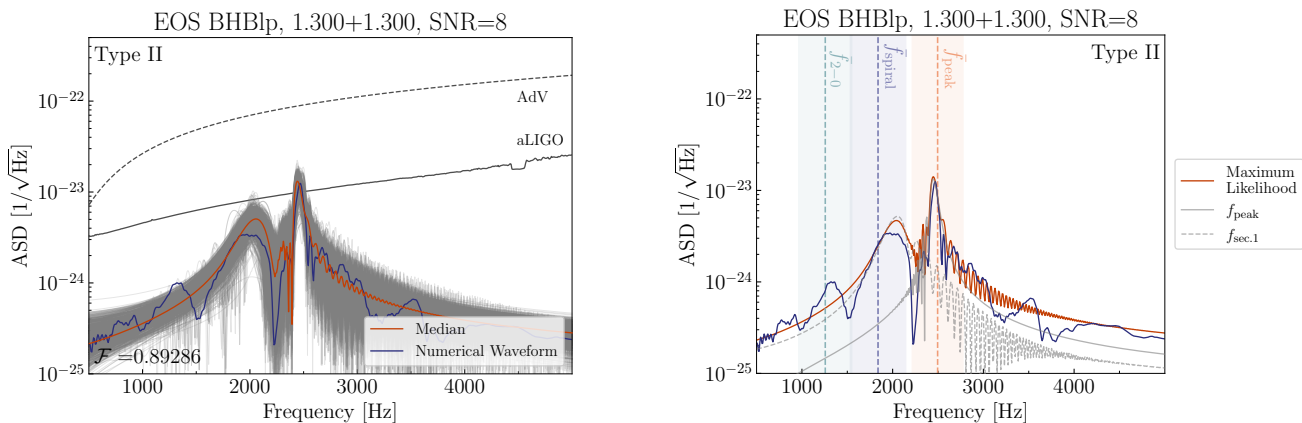 EOS BHBlp, 1.300+1.300, SNR=8
Type II
AdV
aLIGO
10⁻²²
10⁻²³
10⁻²⁴
10⁻²⁵
ASD [1/√Hz]
Median
Numerical Waveform
𝓕 =0.89286
1000 2000 3000 4000
Frequency [Hz]
EOS BHBlp, 1.300+1.300, SNR=8
Type II
f̄₂₋₀
f̄spiral
f̄peak
10⁻²²
10⁻²³
10⁻²⁴
10⁻²⁵
ASD [1/√Hz]
1000 2000 3000 4000
Frequency [Hz]
Maximum
Likelihood
fpeak
fsec.1